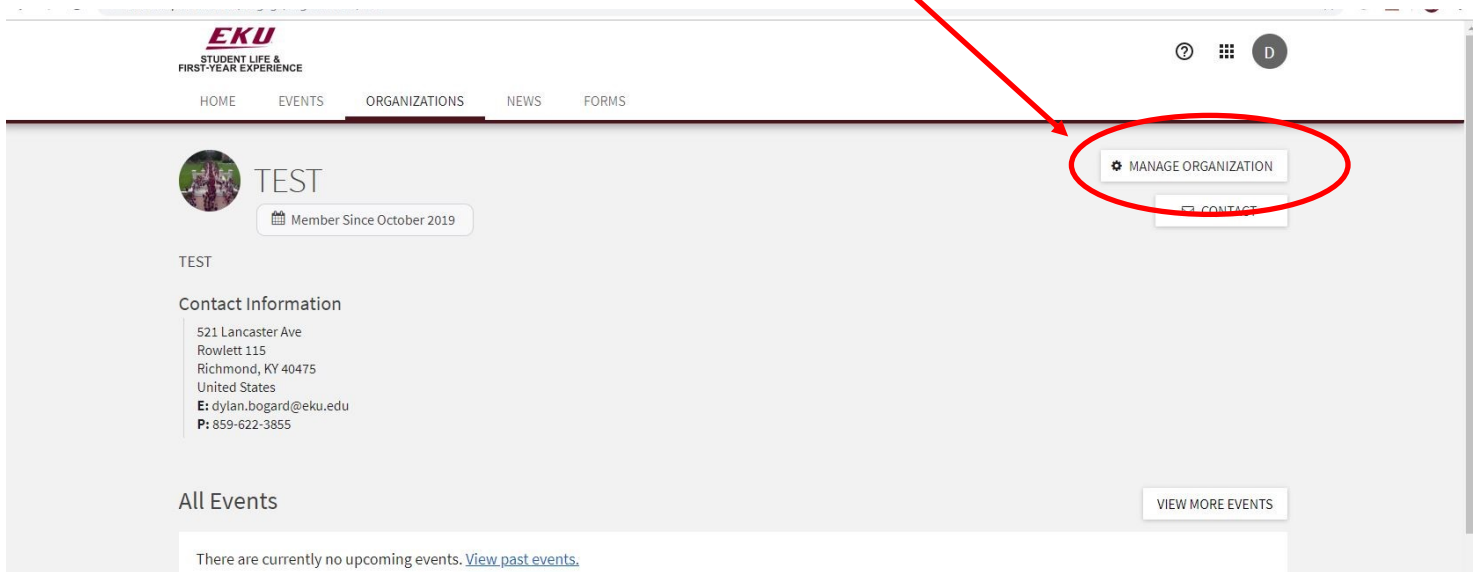 EKU
STUDENT LIFE &
FIRST-YEAR EXPERIENCE
D
HOME EVENTS ORGANIZATIONS NEWS FORMS
TEST
MANAGE ORGANIZATION
Member Since October 2019
CONTACT
TEST
Contact Information
521 Lancaster Ave
Rowlett 115
Richmond, KY 40475
United States
E: dylan.bogard@eku.edu
P: 859-622-3855
All Events
VIEW MORE EVENTS
There are currently no upcoming events. View past events.